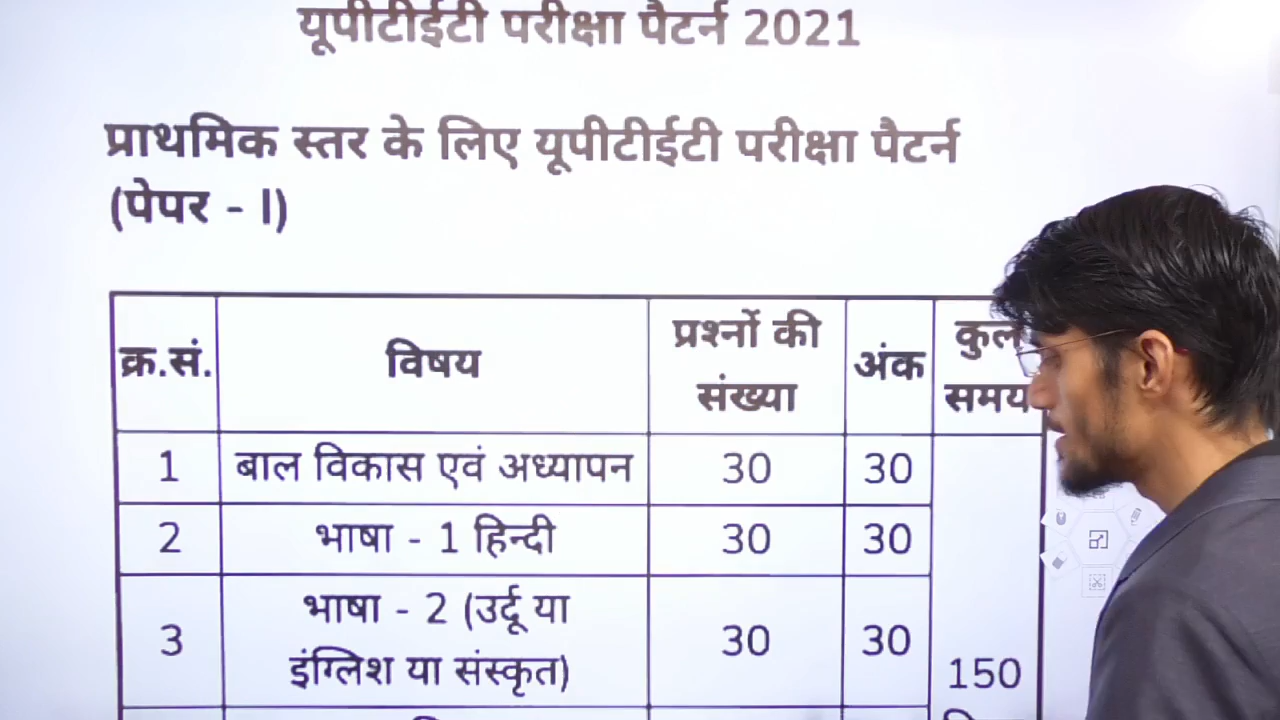 यूपीटीईटी परीक्षा पैटर्न 2021
प्राथमिक स्तर के लिए यूपीटीईटी परीक्षा पैटर्न
(पेपर - I)
क्र.सं. विषय प्रश्नों की संख्या अंक कुल समय
1 बाल विकास एवं अध्यापन 30 30
2 भाषा - 1 हिन्दी 30 30
3 भाषा - 2 (उर्दू या इंग्लिश या संस्कृत) 30 30
150